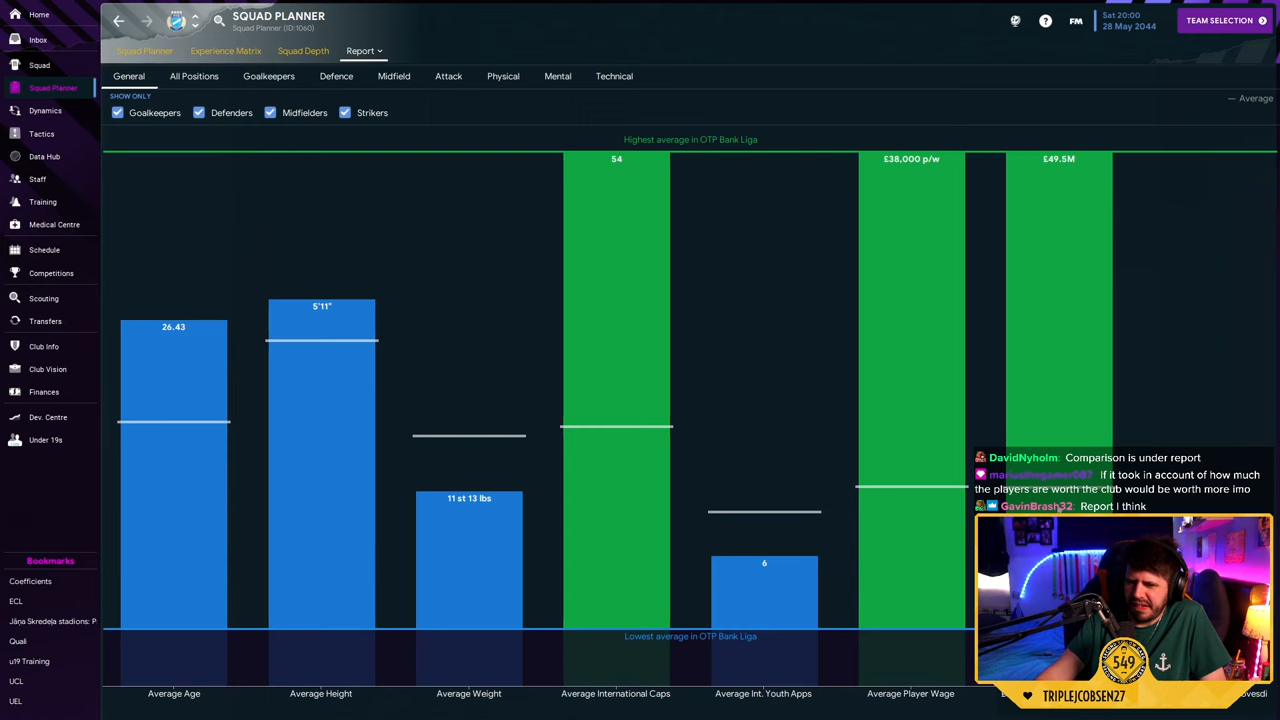 Home
Inbox
Squad
Squad Planner
Dynamics
Tactics
Data Hub
Staff
Training
Medical Centre
Schedule
Competitions
Scouting
Transfers
Club Info
Club Vision
Finances
Dev. Centre
Under 19s
Bookmarks
Coefficients
ECL
Jāņa Skredeļa stadions: P
Quali
u19 Training
UCL
UEL
SQUAD PLANNER
Squad Planner (ID:1060)
FM
Sat 20:00
28 May 2044
TEAM SELECTION
Squad Planner
Experience Matrix
Squad Depth
Report
General
All Positions
Goalkeepers
Defence
Midfield
Attack
Physical
Mental
Technical
SHOW ONLY
Goalkeepers
Defenders
Midfielders
Strikers
Average
Highest average in OTP Bank Liga
26.43
5'11"
11 st 13 lbs
54
6
£38,000 p/w
£49.5M
Lowest average in OTP Bank Liga
Average Age
Average Height
Average Weight
Average International Caps
Average Int. Youth Apps
Average Player Wage
DavidNyholm: Comparison is under report
If it took in account of how much
the players are worth the club would be worth more imo
GavinBrash32: Report I think
549
TRIPLEJCOBSEN27